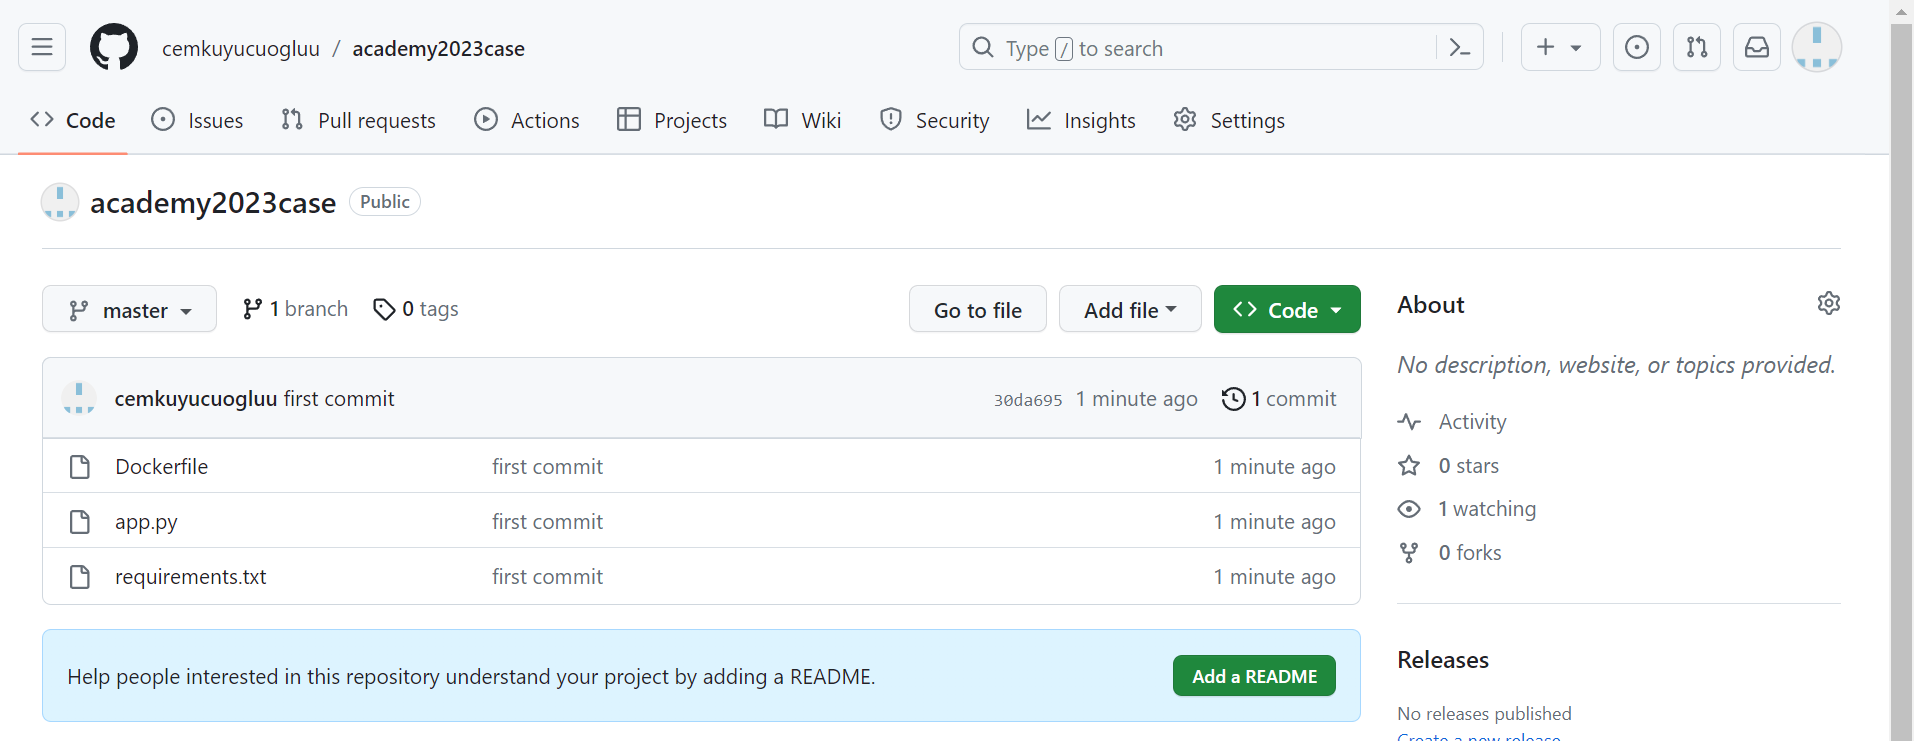 cemkuyucuogluu / academy2023case
Type / to search
Code Issues Pull requests Actions Projects Wiki Security Insights Settings
academy2023case Public
master 1 branch 0 tags Go to file Add file Code
cemkuyucuogluu first commit 30da695 1 minute ago 1 commit
Dockerfile first commit 1 minute ago
app.py first commit 1 minute ago
requirements.txt first commit 1 minute ago
Help people interested in this repository understand your project by adding a README. Add a README
About
No description, website, or topics provided.
Activity
0 stars
1 watching
0 forks
Releases
No releases published
Create a new release